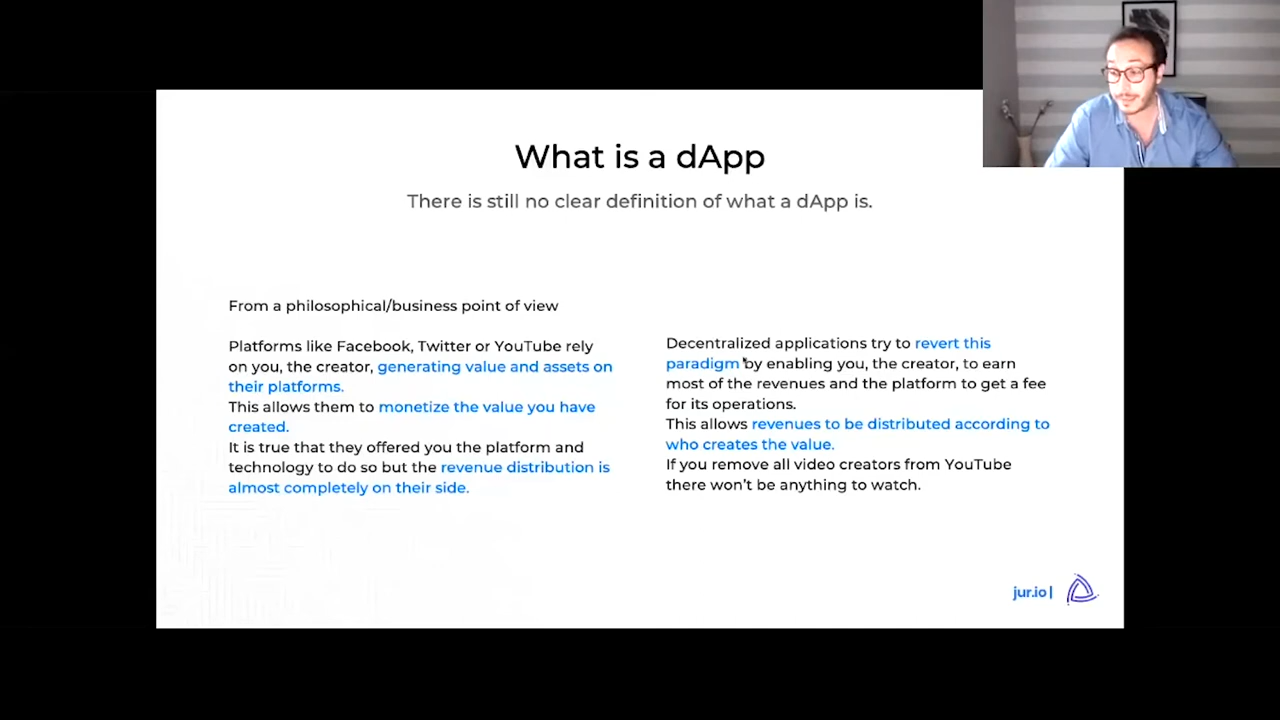 What is a dApp
There is still no clear definition of what a dApp is.
From a philosophical/business point of view
Platforms like Facebook, Twitter or YouTube rely
on you, the creator, generating value and assets on
their platforms.
This allows them to monetize the value you have
created.
It is true that they offered you the platform and
technology to do so but the revenue distribution is
almost completely on their side.
Decentralized applications try to revert this
paradigm by enabling you, the creator, to earn
most of the revenues and the platform to get a fee
for its operations.
This allows revenues to be distributed according to
who creates the value.
If you remove all video creators from YouTube
there won't be anything to watch.
jur.io |